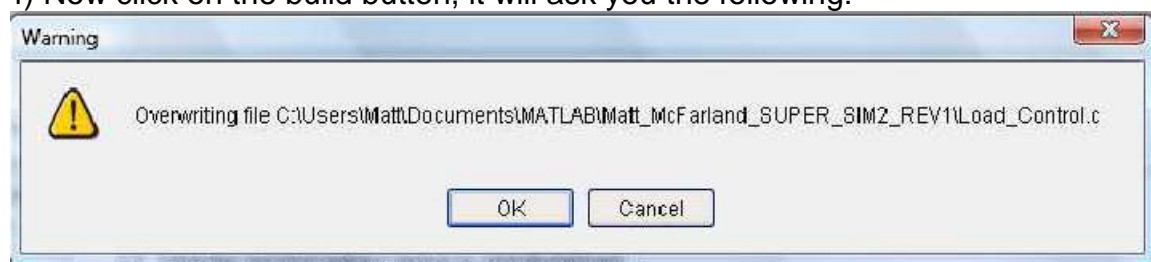 ) Now click on the build button, it will ask you the following:
Warning
Overwriting file C:\Users\Matt\Documents\MATLAB\Matt_McFarland_SUPER_SIM2_REV1\Load_Control.c
OK Cancel